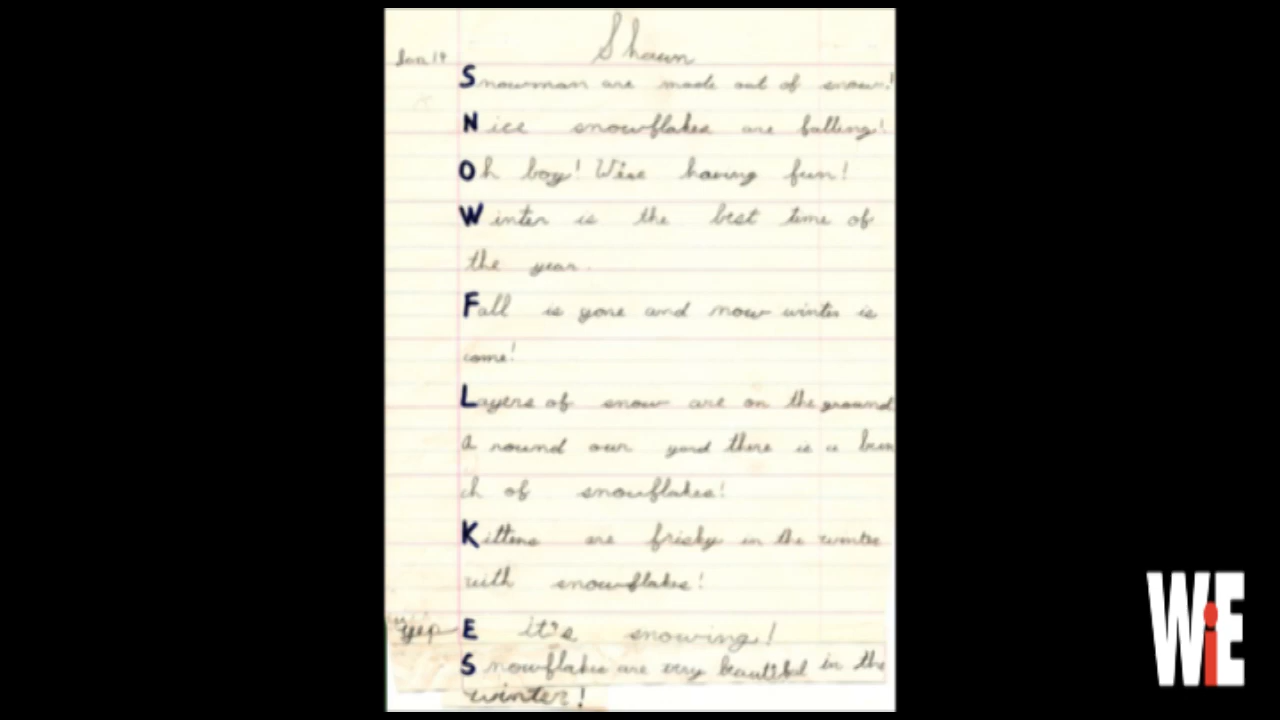 Shawn
Jan 19
Snowman are made out of snow!
Nice snowflakes are falling!
Oh boy! We're having fun!
Winter is the best time of
the year.
Fall is gone and now winter is
come!
Layers of snow are on the ground
a round our yard there is a bun
ch of snowflakes!
Kittens are frisky in the winter
with snowflakes!
yep E it's snowing!
Snowflakes are very beautiful in the
winter!
WiE